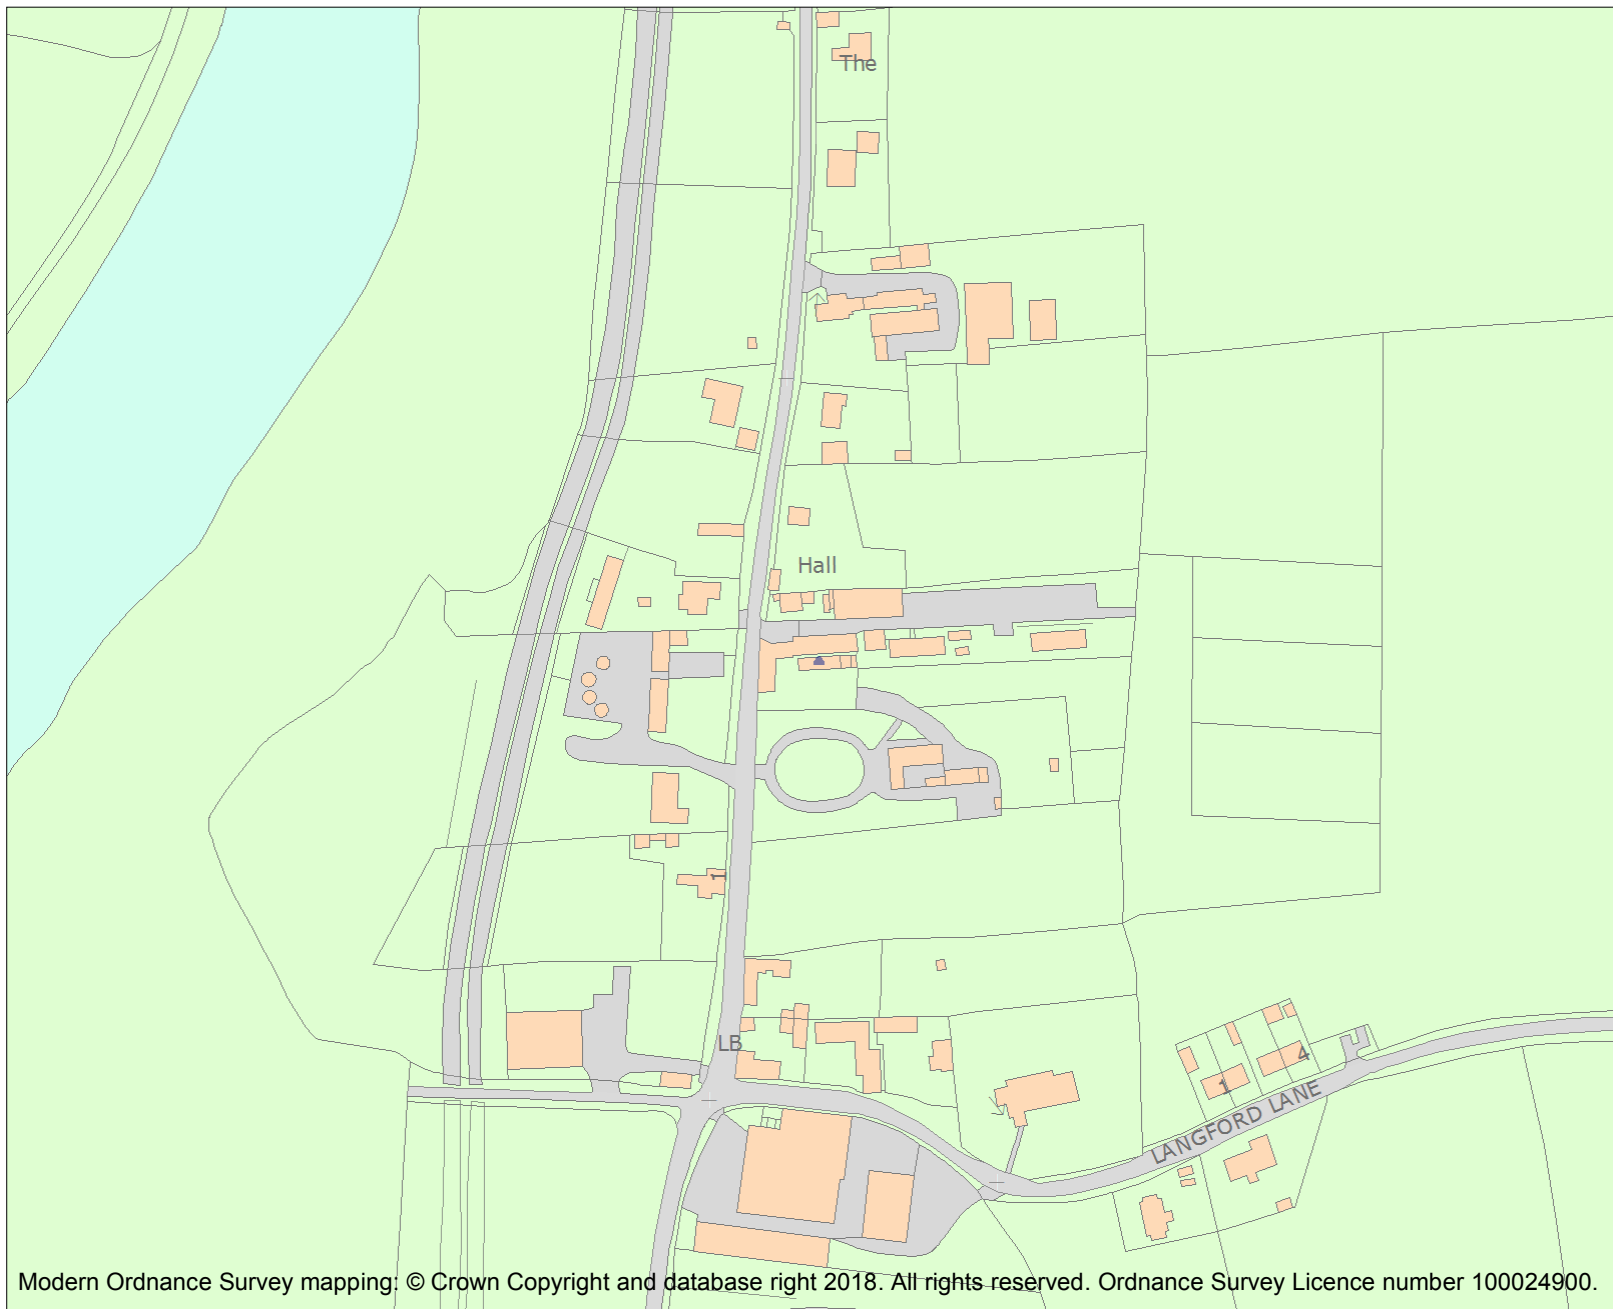 The
Hall
1
LB
4
1
LANGFORD LANE
Modern Ordnance Survey mapping: © Crown Copyright and database right 2018. All rights reserved. Ordnance Survey Licence number 100024900.